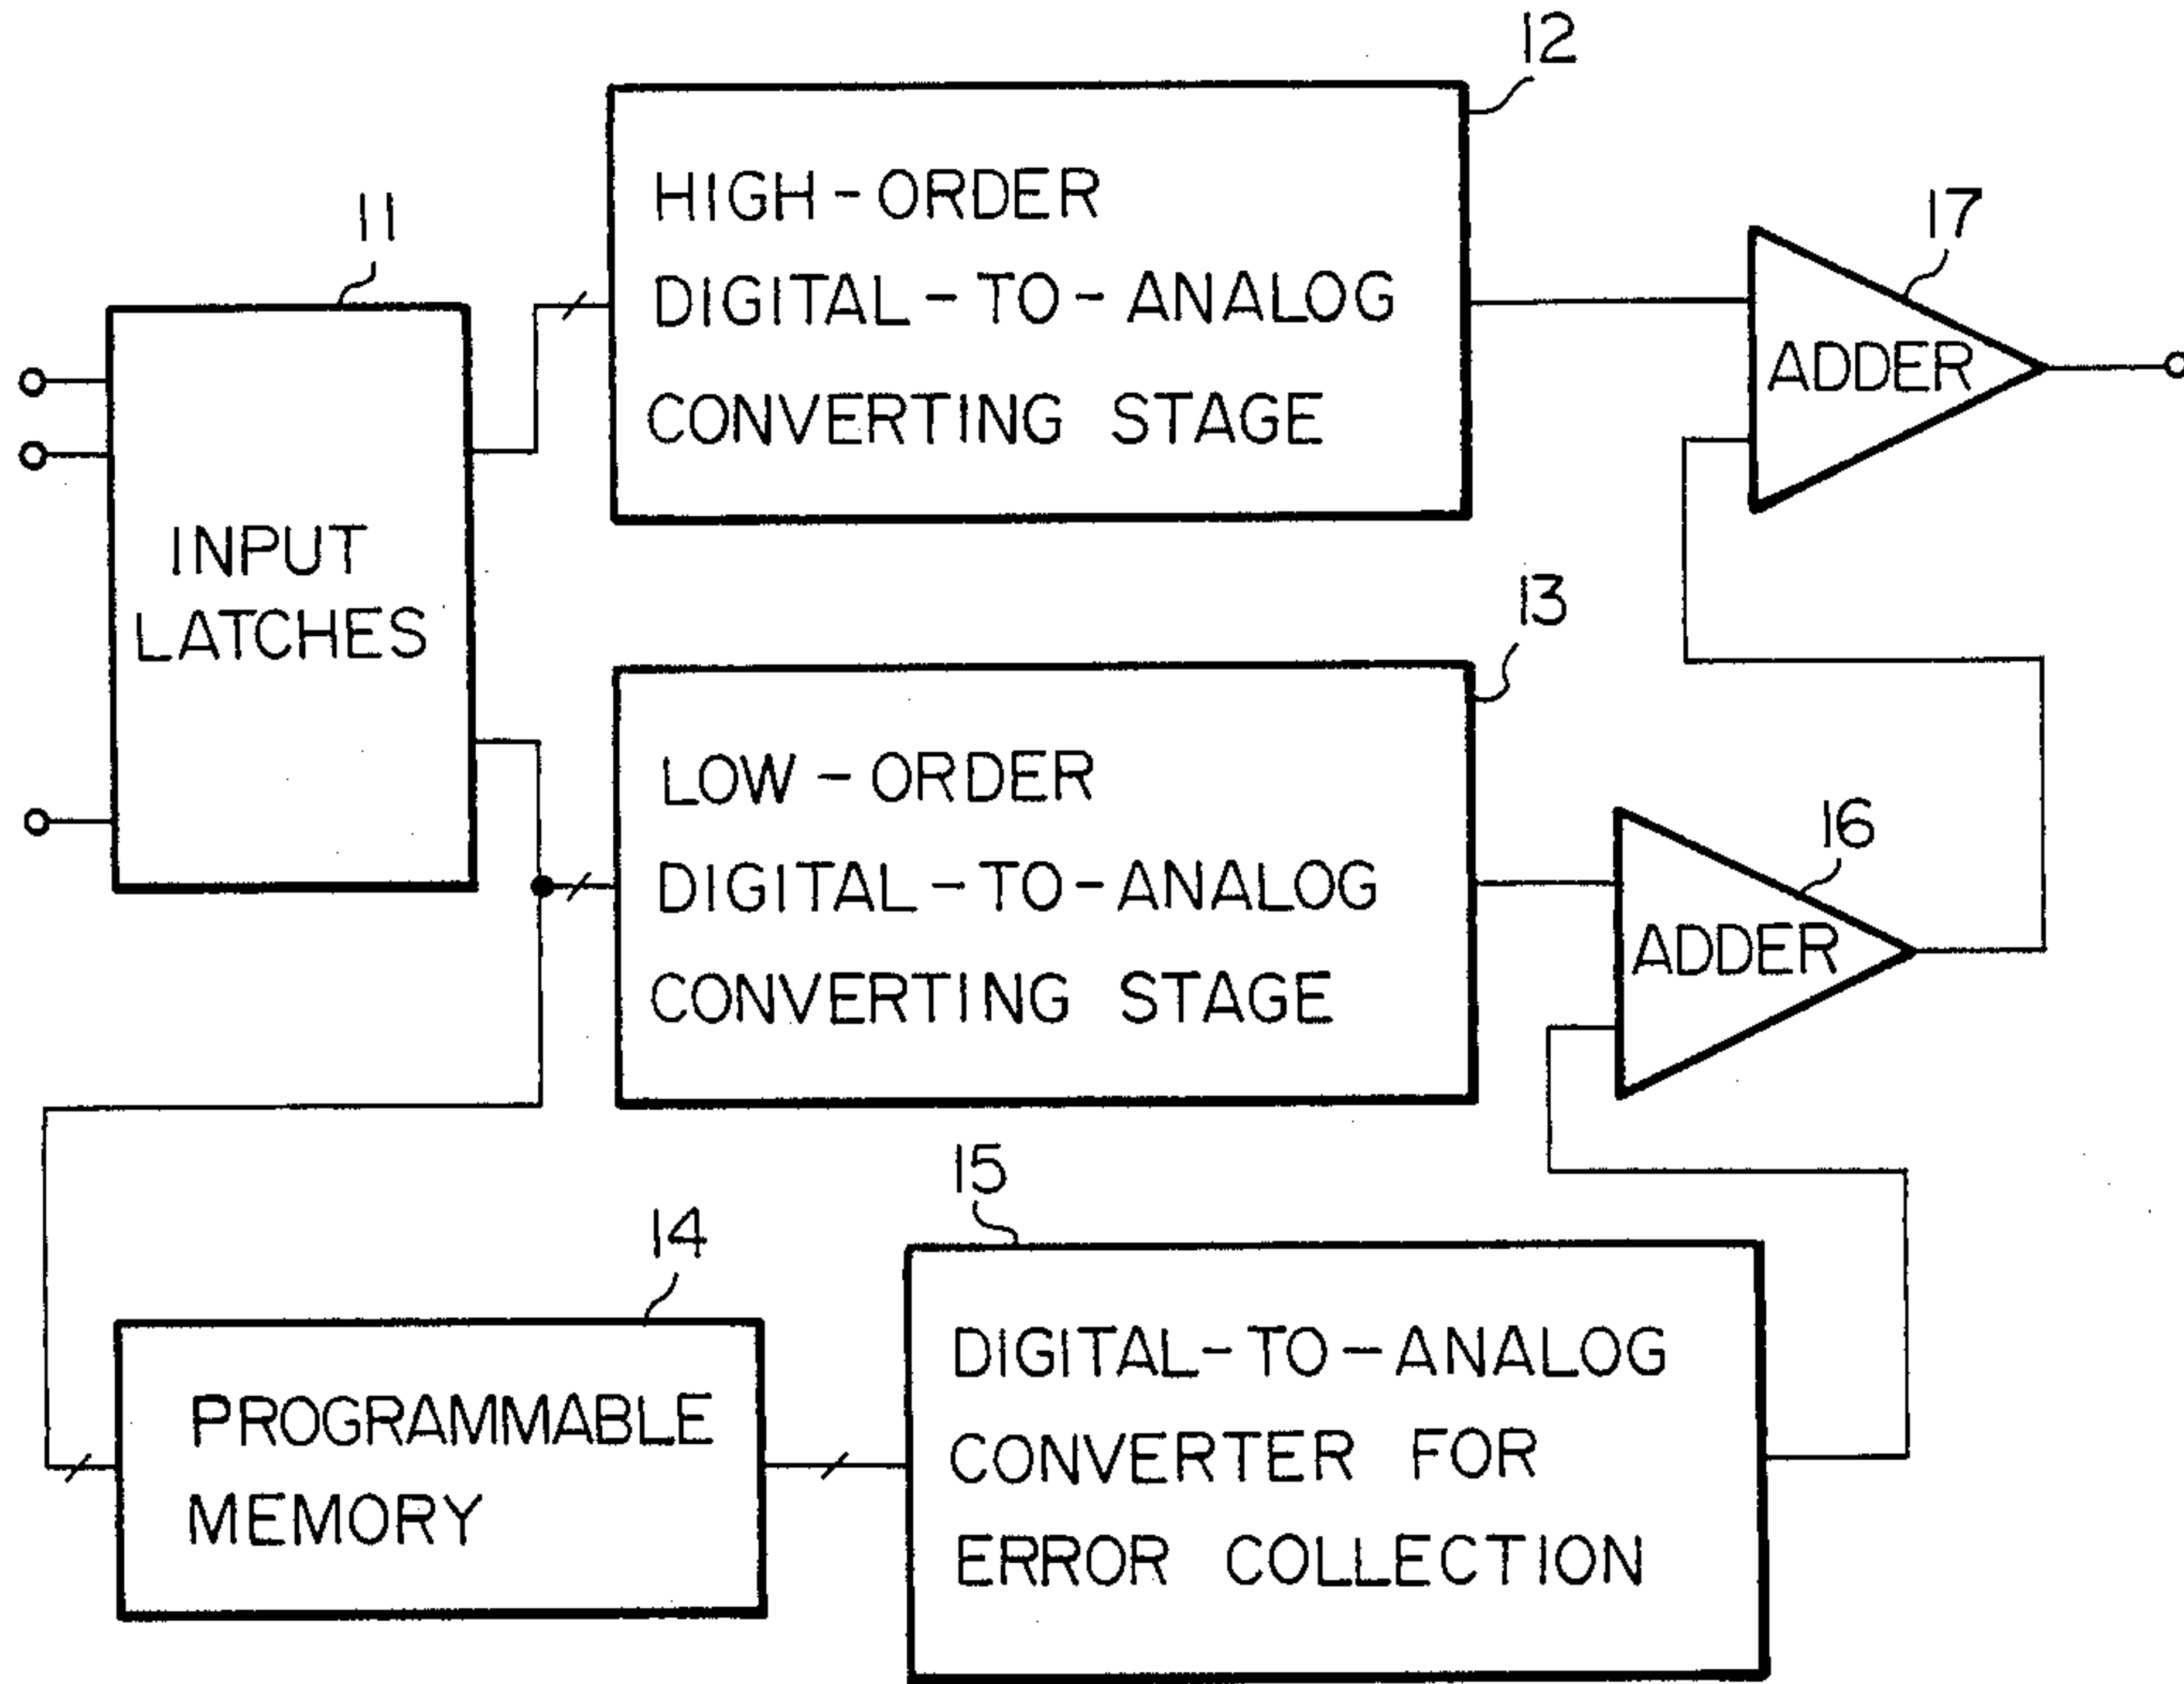 12
HIGH-ORDER
DIGITAL-TO-ANALOG
CONVERTING STAGE
11
INPUT
LATCHES
17
ADDER
13
LOW-ORDER
DIGITAL-TO-ANALOG
CONVERTING STAGE
16
ADDER
14
PROGRAMMABLE
MEMORY
15
DIGITAL-TO-ANALOG
CONVERTER FOR
ERROR COLLECTION